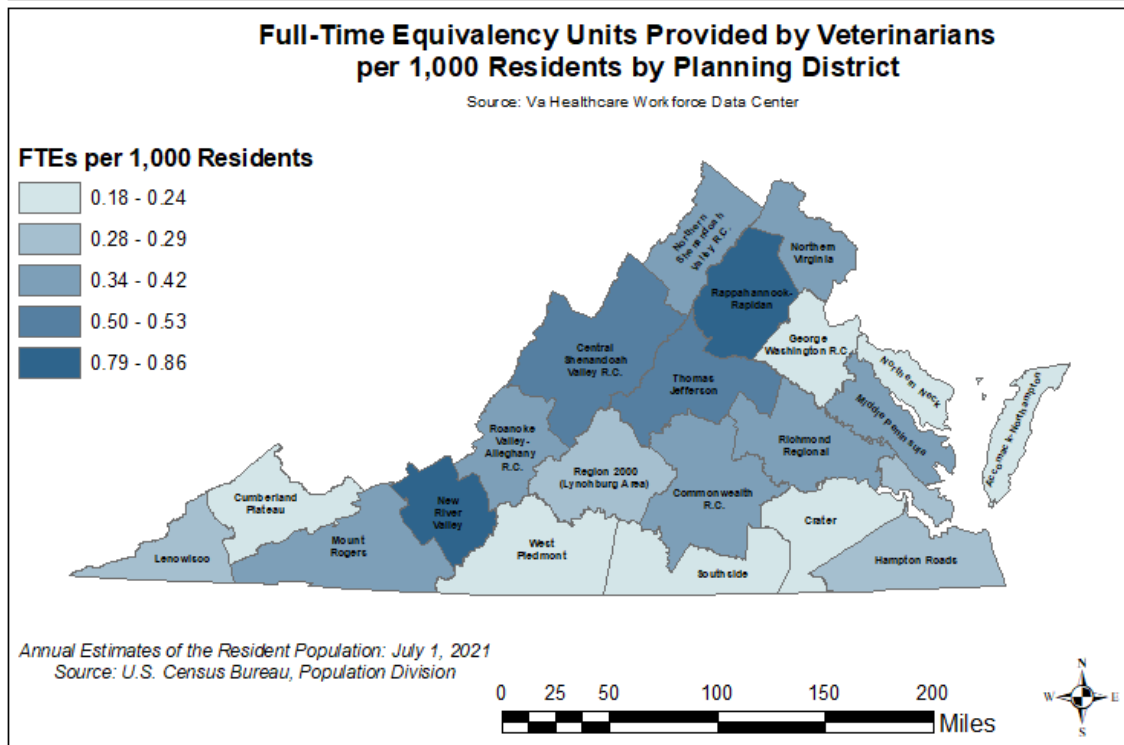 Full-Time Equivalency Units Provided by Veterinarians
per 1,000 Residents by Planning District
Source: Va Healthcare Workforce Data Center
FTEs per 1,000 Residents
0.18 - 0.24
0.28 - 0.29
0.34 - 0.42
0.50 - 0.53
0.79 - 0.86
Northern
Shenandoah
Valley R.C.
Northern
Virginia
Rappahannock-
Rapidan
George
Washington R.C.
Northern Neck
Central
Shenandoah
Valley R.C.
Thomas
Jefferson
Middle Peninsula
Accomack-Northampton
Roanoke
Valley-
Alleghany
R.C.
Richmond
Regional
Region 2000
(Lynchburg Area)
Commonwealth
R.C.
Cumberland
Plateau
New
River
Valley
Crater
Mount
Rogers
West
Piedmont
Lenowisco
Southside
Hampton Roads
Annual Estimates of the Resident Population: July 1, 2021
Source: U.S. Census Bureau, Population Division
0 25 50 100 150 200
Miles
N
W E
S